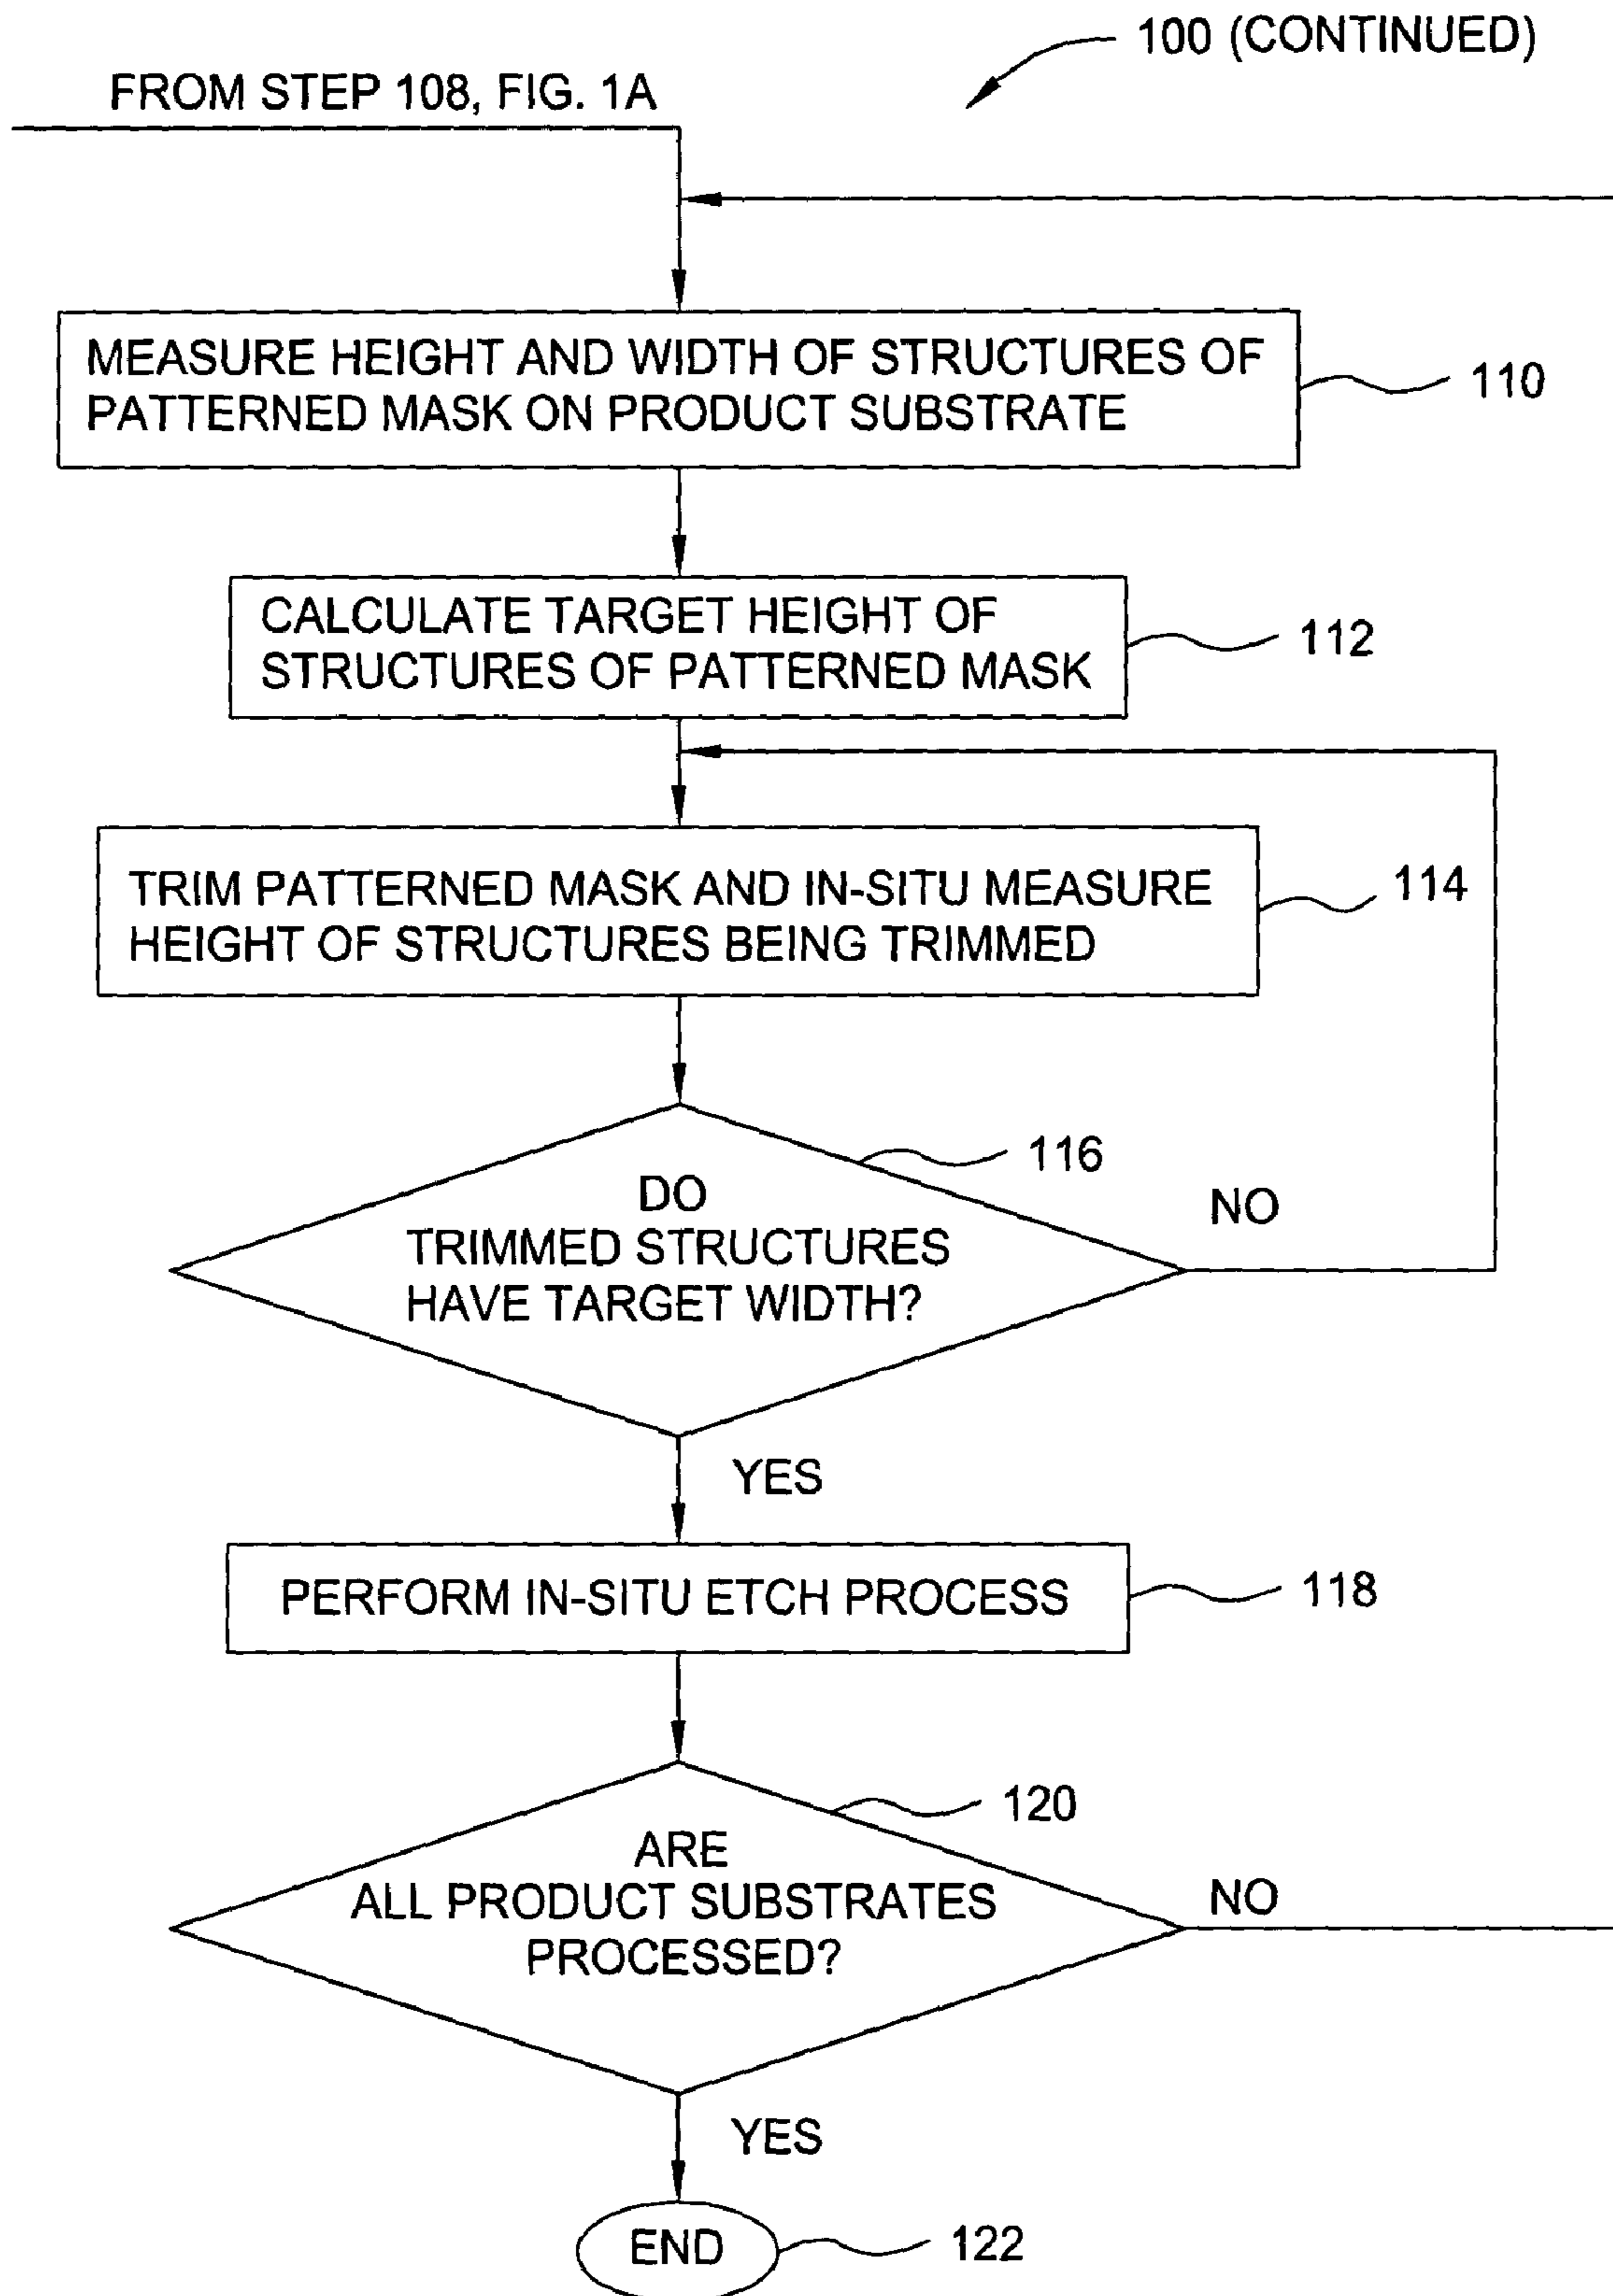 100 (CONTINUED)
FROM STEP 108, FIG. 1A
MEASURE HEIGHT AND WIDTH OF STRUCTURES OF
PATTERNED MASK ON PRODUCT SUBSTRATE
110
CALCULATE TARGET HEIGHT OF
STRUCTURES OF PATTERNED MASK
112
TRIM PATTERNED MASK AND IN-SITU MEASURE
HEIGHT OF STRUCTURES BEING TRIMMED
114
116
DO
TRIMMED STRUCTURES
HAVE TARGET WIDTH?
NO
YES
PERFORM IN-SITU ETCH PROCESS
118
120
ARE
ALL PRODUCT SUBSTRATES
PROCESSED?
NO
YES
END
122